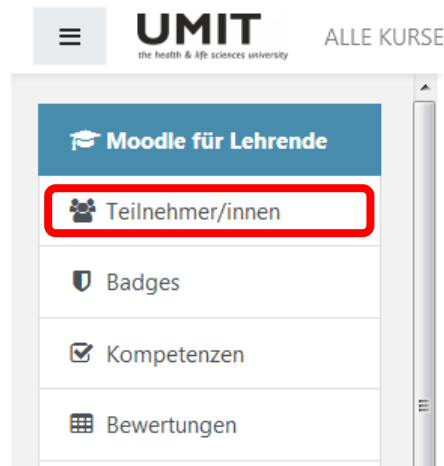 UMIT
the health & life sciences university
ALLE KURSE
Moodle für Lehrende
Teilnehmer/innen
Badges
Kompetenzen
Bewertungen